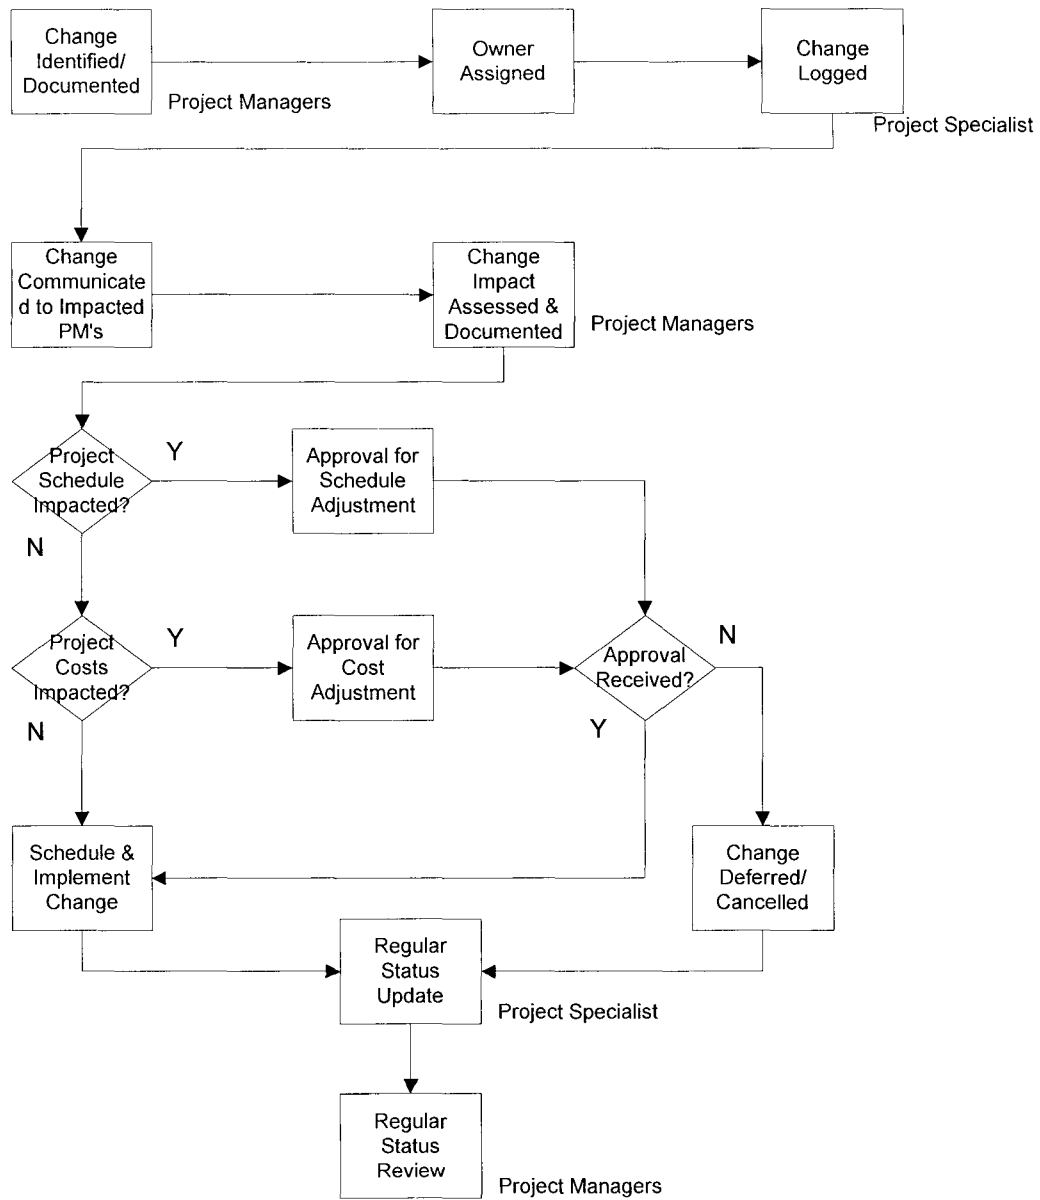 Change
Identified/
Documented
Project Managers
Owner
Assigned
Change
Logged
Project Specialist
Change
Communicate
d to Impacted
PM's
Change
Impact
Assessed &
Documented
Project Managers
Project
Schedule
Impacted?
Y
N
Approval for
Schedule
Adjustment
Project
Costs
Impacted?
Y
N
Approval for
Cost
Adjustment
Approval
Received?
N
Y
Schedule &
Implement
Change
Change
Deferred/
Cancelled
Regular
Status
Update
Project Specialist
Regular
Status
Review
Project Managers